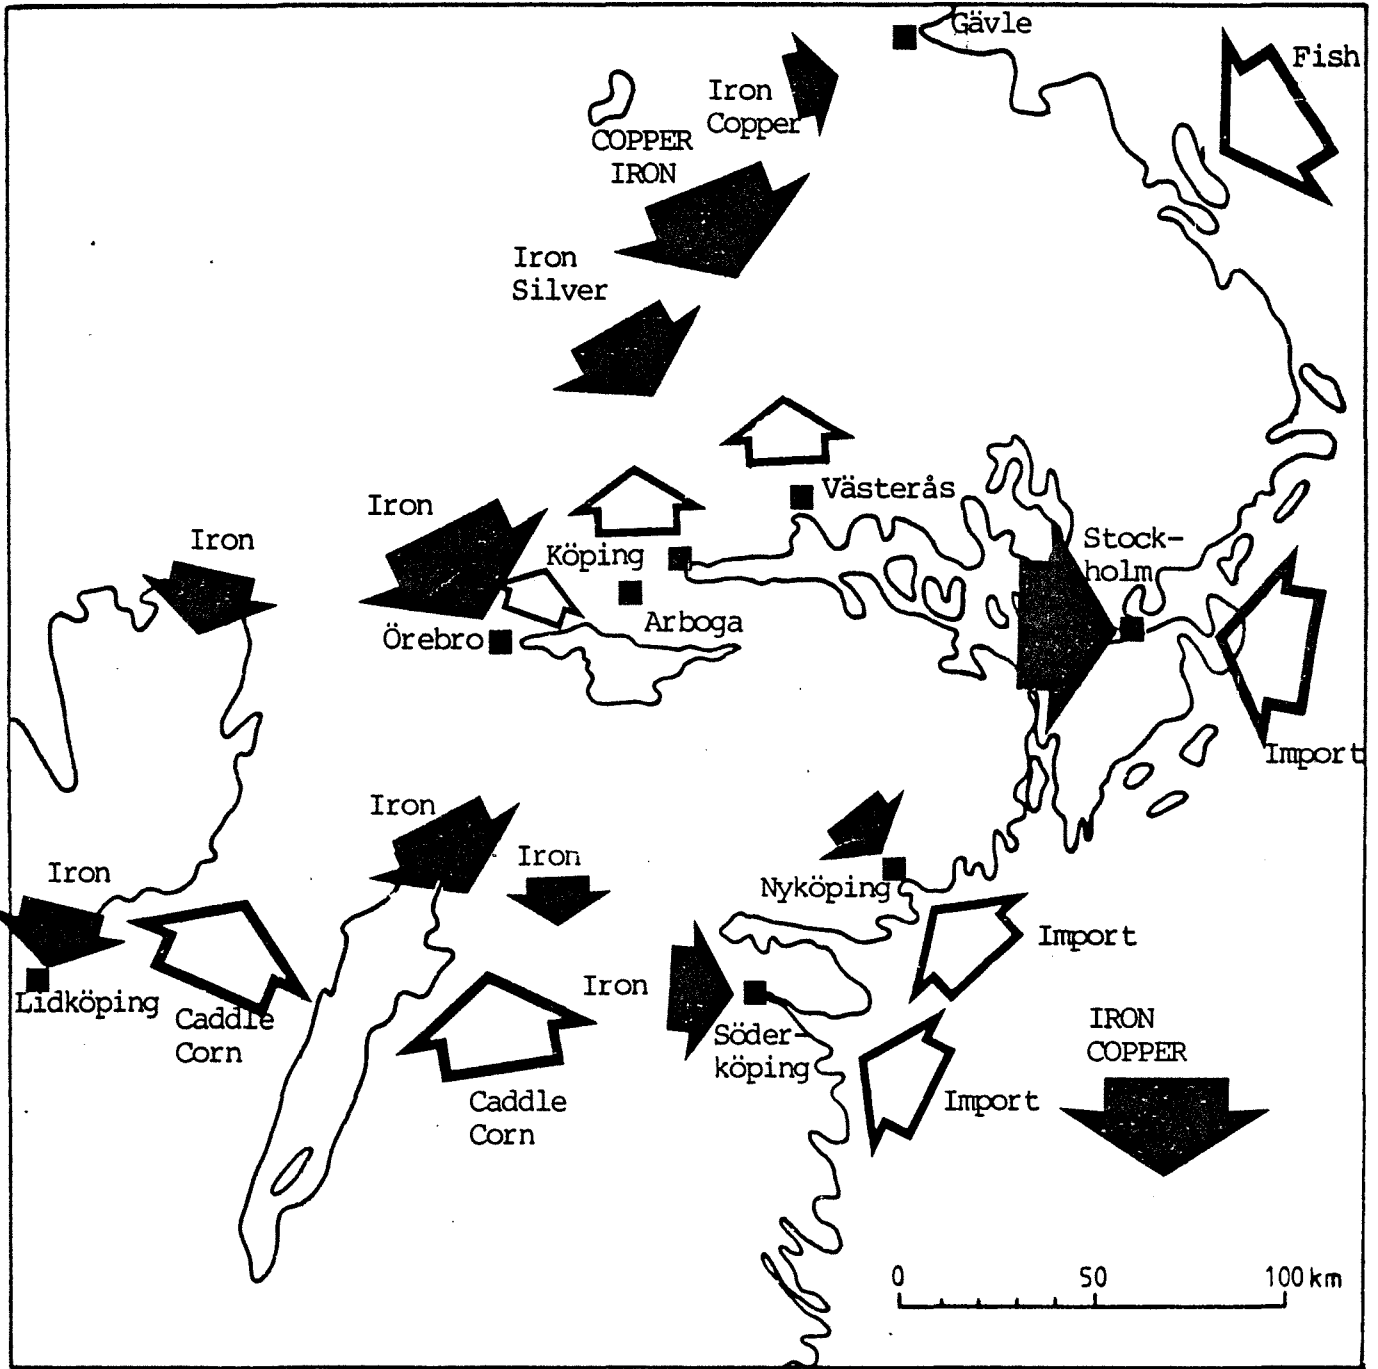 Gävle
Fish
Iron
Copper
COPPER
IRON
Iron
Silver
Västerås
Iron
Iron
Köping
Stock-
holm
Arboga
Örebro
Import
Iron
Iron
Iron
Nyköping
Import
Iron
Lidköping
Caddle
Corn
Söder-
köping
IRON
COPPER
Caddle
Corn
Import
0 50 100 km